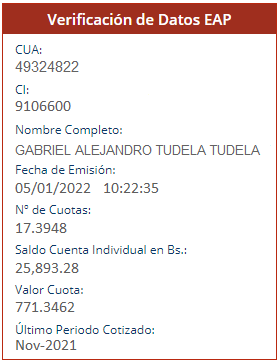 Verificación de Datos EAP
CUA:
49324822
CI:
9106600
Nombre Completo:
GABRIEL ALEJANDRO TUDELA TUDELA
Fecha de Emisión:
05/01/2022 10:22:35
N° de Cuotas:
17.3948
Saldo Cuenta Individual en Bs.:
25,893.28
Valor Cuota:
771.3462
Último Periodo Cotizado:
Nov-2021